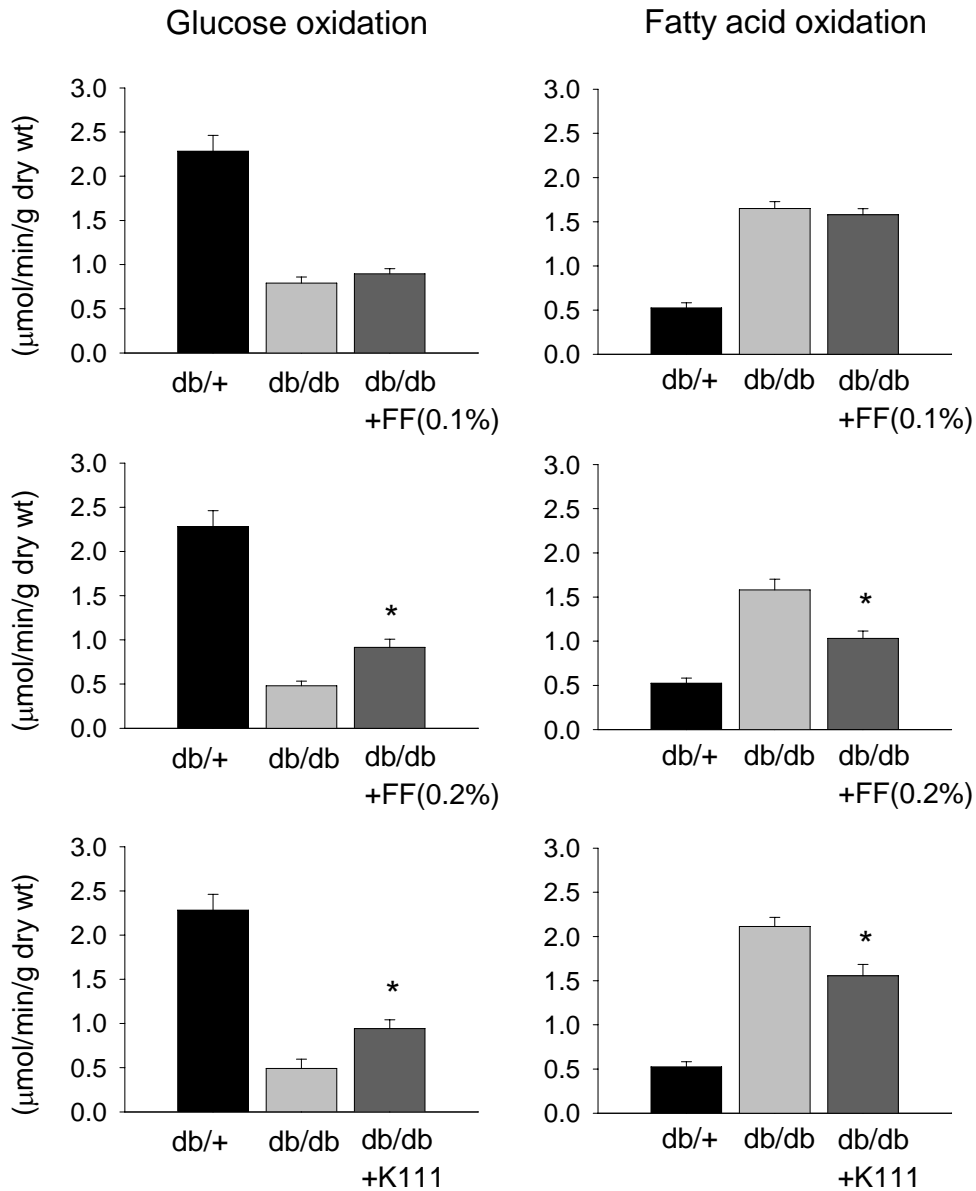 Glucose oxidation
Fatty acid oxidation
(μmol/min/g dry wt)
3.0
2.5
2.0
1.5
1.0
0.5
0.0
db/+ db/db db/db
+FF(0.1%)
3.0
2.5
2.0
1.5
1.0
0.5
0.0
db/+ db/db db/db
+FF(0.1%)
(μmol/min/g dry wt)
3.0
2.5
2.0
1.5
1.0
0.5
0.0
*
db/+ db/db db/db
+FF(0.2%)
3.0
2.5
2.0
1.5
1.0
0.5
0.0
*
db/+ db/db db/db
+FF(0.2%)
(μmol/min/g dry wt)
3.0
2.5
2.0
1.5
1.0
0.5
0.0
*
db/+ db/db db/db
+K111
3.0
2.5
2.0
1.5
1.0
0.5
0.0
*
db/+ db/db db/db
+K111